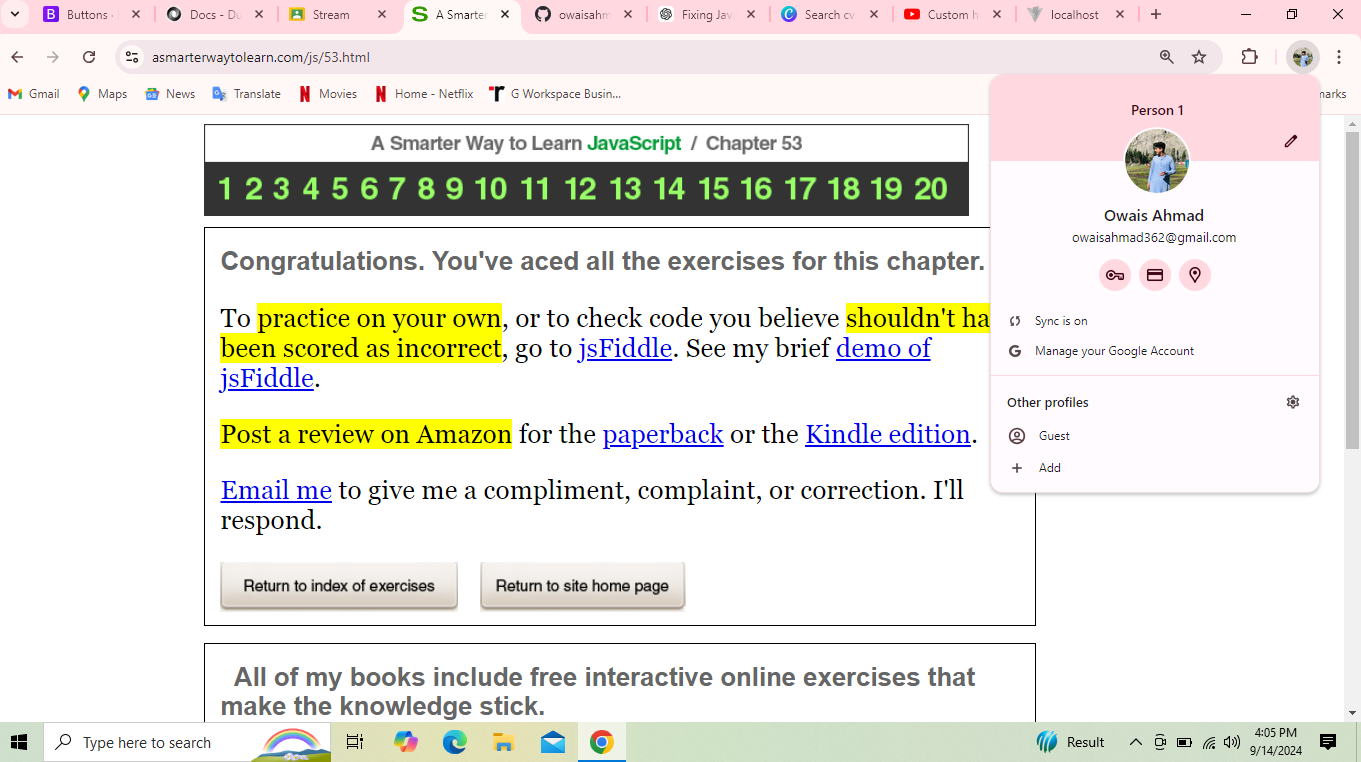 Buttons
Docs - Du
Stream
A Smarter
owaisahm
Fixing Jav
Search cv
Custom h
localhost
asmarterwaytolearn.com/js/53.html
Gmail
Maps
News
Translate
Movies
Home - Netflix
G Workspace Busin...
marks
A Smarter Way to Learn JavaScript / Chapter 53
1 2 3 4 5 6 7 8 9 10 11 12 13 14 15 16 17 18 19 20
Congratulations. You've aced all the exercises for this chapter.
To practice on your own, or to check code you believe shouldn't ha
been scored as incorrect, go to jsFiddle. See my brief demo of
jsFiddle.
Post a review on Amazon for the paperback or the Kindle edition.
Email me to give me a compliment, complaint, or correction. I'll
respond.
Return to index of exercises
Return to site home page
All of my books include free interactive online exercises that
make the knowledge stick.
Person 1
Owais Ahmad
owaisahmad362@gmail.com
Sync is on
Manage your Google Account
Other profiles
Guest
Add
Type here to search
Result
4:05 PM
9/14/2024